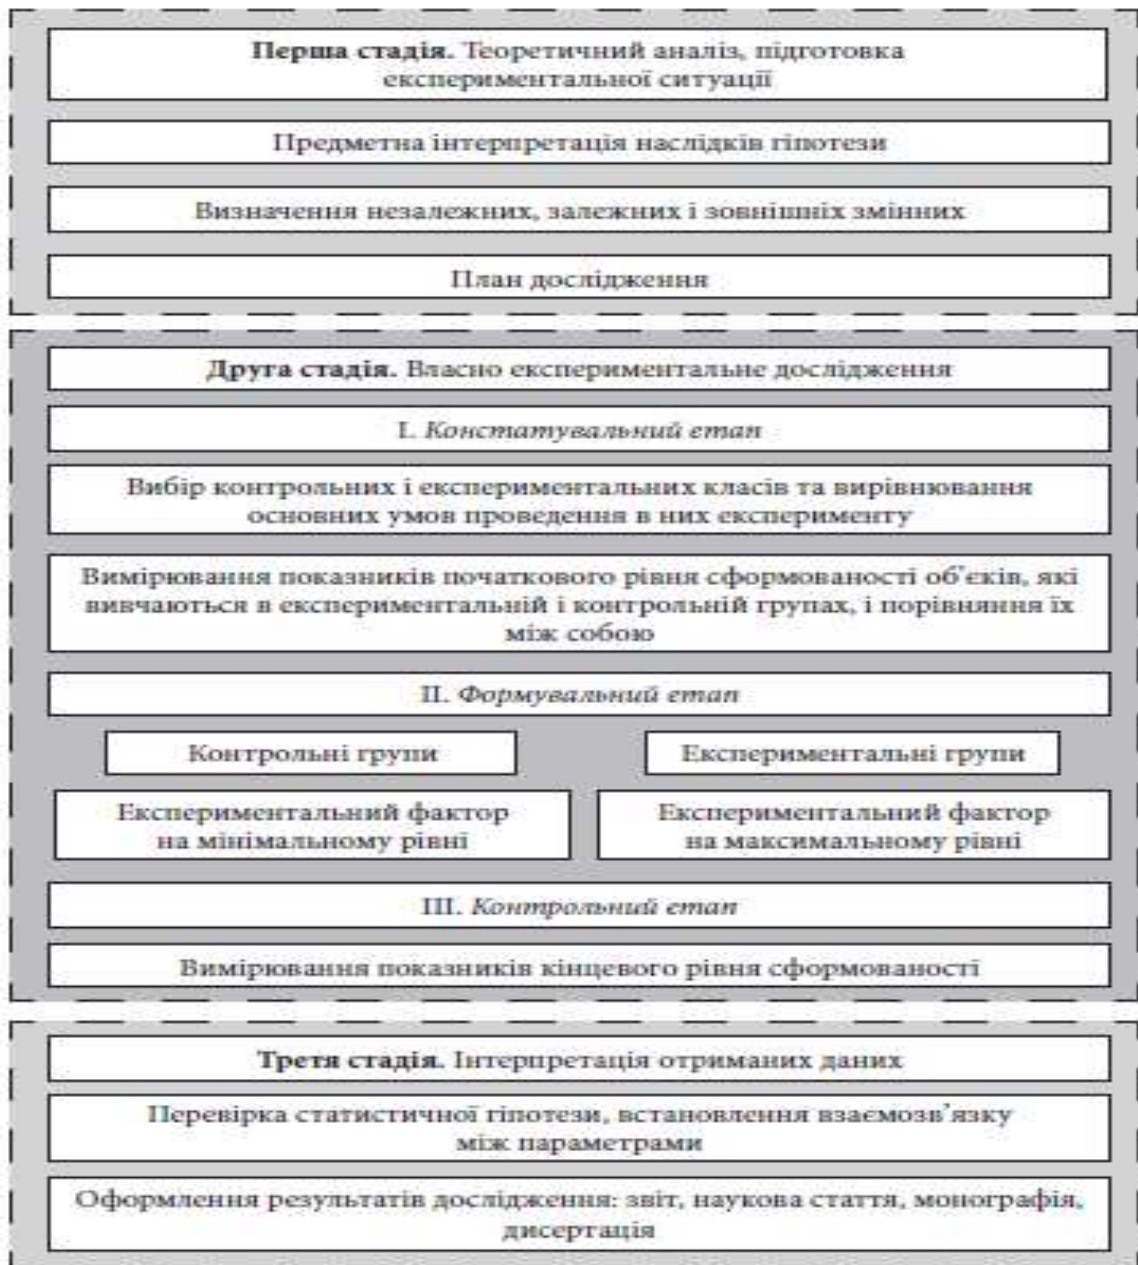 Перша стадія. Теоретичний аналіз, підготовка
експериментальної ситуації
Предметна інтерпретація наслідків гіпотези
Визначення незалежних, залежних і зовнішніх змінних
План дослідження
Друга стадія. Власно експериментальне дослідження
І. Констатувальний етап
Вибір контрольних і експериментальних класів та вирівнювання
основних умов проведення в них експерименту
Вимірювання показників початкового рівня сформованості об’єків, які
вивчаються в експериментальній і контрольній групах, і порівняння їх
між собою
ІІ. Формувальний етап
Контрольні групи
Експериментальні групи
Експериментальний фактор
на мінімальному рівні
Експериментальний фактор
на максимальному рівні
ІІІ. Контрольний етап
Вимірювання показників кінцевого рівня сформованості
Третя стадія. Інтерпретація отриманих даних
Перевірка статистичної гіпотези, встановлення взаємозв’язку
між параметрами
Оформлення результатів дослідження: звіт, наукова стаття, монографія,
дисертація